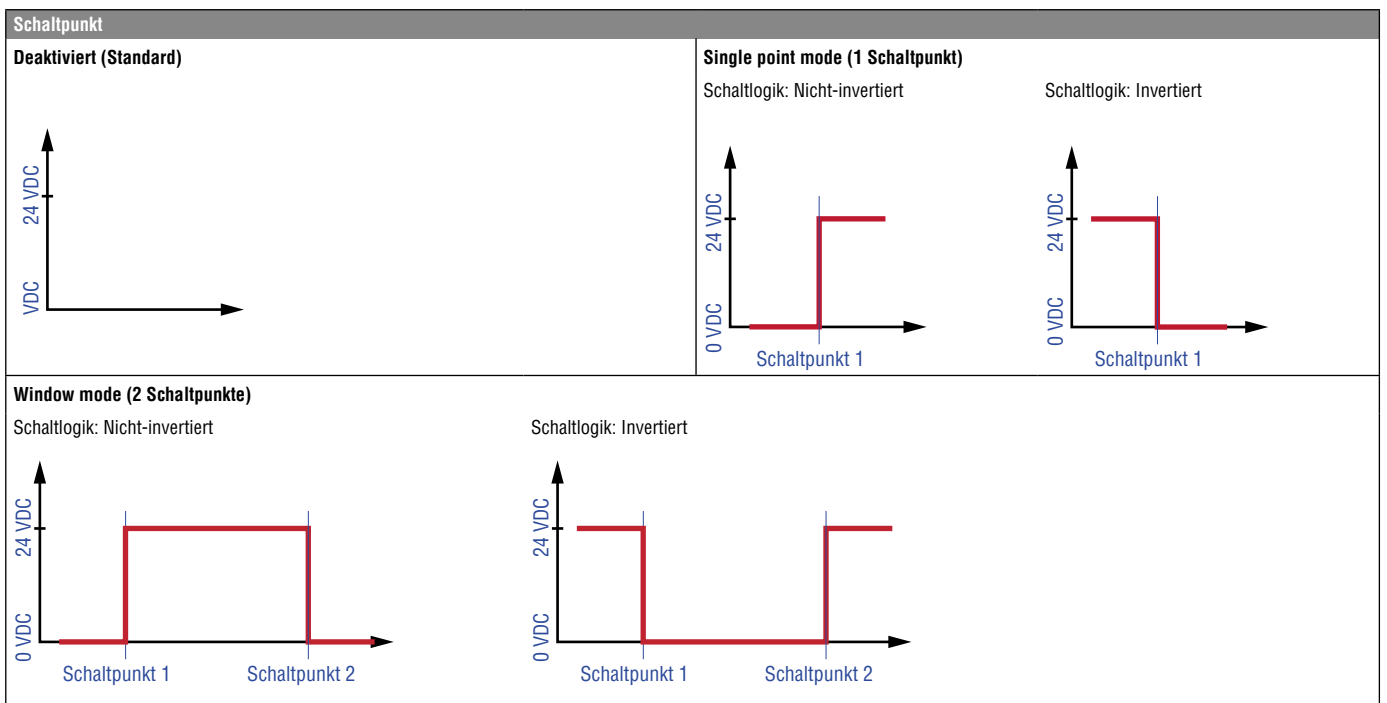 Schaltpunkt
Deaktiviert (Standard)
24 VDC
VDC
Single point mode (1 Schaltpunkt)
Schaltlogik: Nicht-invertiert
24 VDC
0 VDC
Schaltpunkt 1
Schaltlogik: Invertiert
24 VDC
0 VDC
Schaltpunkt 1
Window mode (2 Schaltpunkte)
Schaltlogik: Nicht-invertiert
24 VDC
0 VDC
Schaltpunkt 1
Schaltpunkt 2
Schaltlogik: Invertiert
24 VDC
0 VDC
Schaltpunkt 1
Schaltpunkt 2